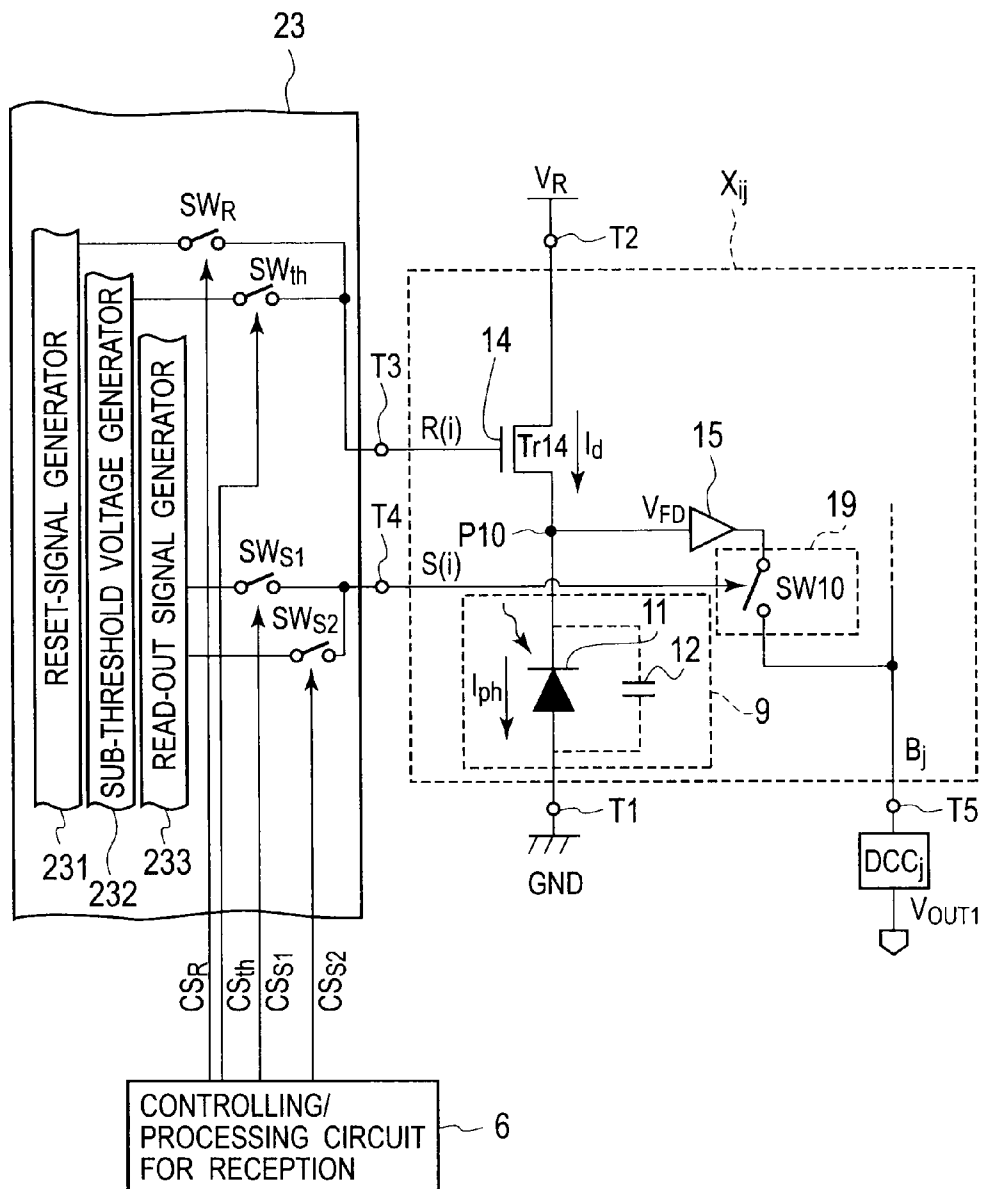 23
V_R
X_ij
SW_R
T2
SW_th
14
T3
R(i)
Tr14
I_d
15
V_FD
19
P10
T4
S(i)
SW_S1
SW10
SW_S2
11
12
I_ph
9
RESET-SIGNAL GENERATOR
SUB-THRESHOLD VOLTAGE GENERATOR
READ-OUT SIGNAL GENERATOR
B_j
T1
T5
231
232
233
GND
DCC_j
V_OUT1
CS_R
CS_th
CS_S1
CS_S2
CONTROLLING/
PROCESSING CIRCUIT
FOR RECEPTION
6